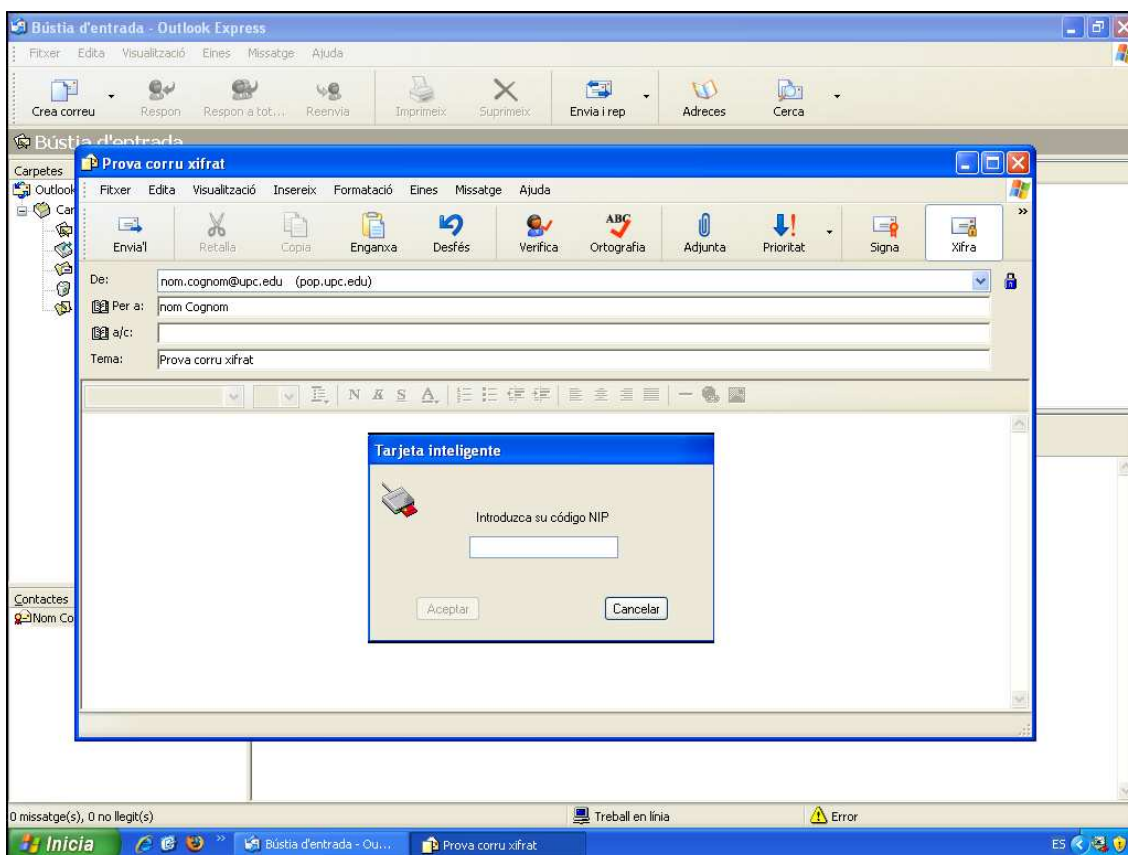 Bústia d'entrada - Outlook Express
Fitxer Edita Visualització Eines Missatge Ajuda
Crea correu Respon Respon a tot... Reenvia Imprimeix Suprimeix Envia i rep Adreces Cerca
Bústia d'entrada
Carpetes
Outlook
Car
Prova corru xifrat
Fitxer Edita Visualització Insereix Formatació Eines Missatge Ajuda
Envia'l Retalla Copia Enganxa Desfés Verifica Ortografia Adjunta Prioritat Signa Xifra
ABC
De: nom.cognom@upc.edu (pop.upc.edu)
Per a: nom Cognom
a/c:
Tema: Prova corru xifrat
N K S A
Tarjeta inteligente
Introduzca su código NIP
Aceptar Cancelar
Contactes
Nom Co
0 missatge(s), 0 no llegit(s) Treball en línia Error
Inicia Bústia d'entrada - Ou... Prova corru xifrat ES